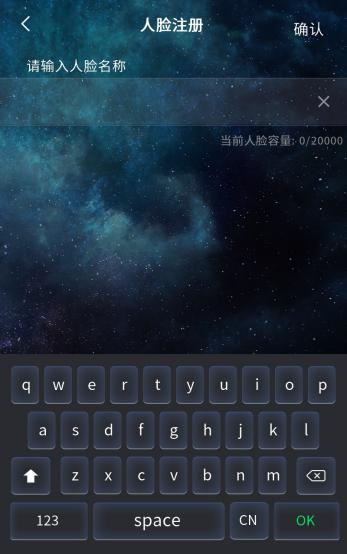 人脸注册
确认
请输入人脸名称
当前人脸容量: 0/20000
q w e r t y u i o p
a s d f g h j k l
z x c v b n m
123 space CN OK